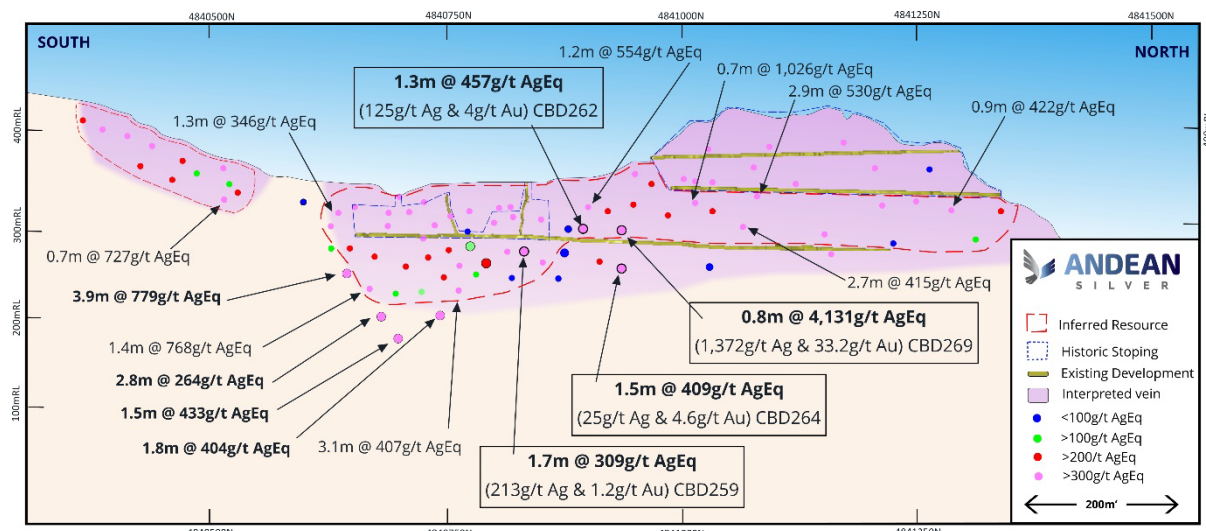 4840500N
4840750N
4841000N
4841250N
4841500N
SOUTH
NORTH
1.2m @ 554g/t AgEq
1.3m @ 457g/t AgEq
(125g/t Ag & 4g/t Au) CBD262
0.7m @ 1,026g/t AgEq
2.9m @ 530g/t AgEq
0.9m @ 422g/t AgEq
1.3m @ 346g/t AgEq
400mRL
300mRL
200mRL
100mRL
0.7m @ 727g/t AgEq
3.9m @ 779g/t AgEq
1.4m @ 768g/t AgEq
2.8m @ 264g/t AgEq
1.5m @ 433g/t AgEq
1.8m @ 404g/t AgEq
3.1m @ 407g/t AgEq
2.7m @ 415g/t AgEq
0.8m @ 4,131g/t AgEq
(1,372g/t Ag & 33.2g/t Au) CBD269
1.5m @ 409g/t AgEq
(25g/t Ag & 4.6g/t Au) CBD264
1.7m @ 309g/t AgEq
(213g/t Ag & 1.2g/t Au) CBD259
ANDEAN
SILVER
Inferred Resource
Historic Stoping
Existing Development
Interpreted vein
<100g/t AgEq
>100g/t AgEq
>200/t AgEq
>300g/t AgEq
200m'